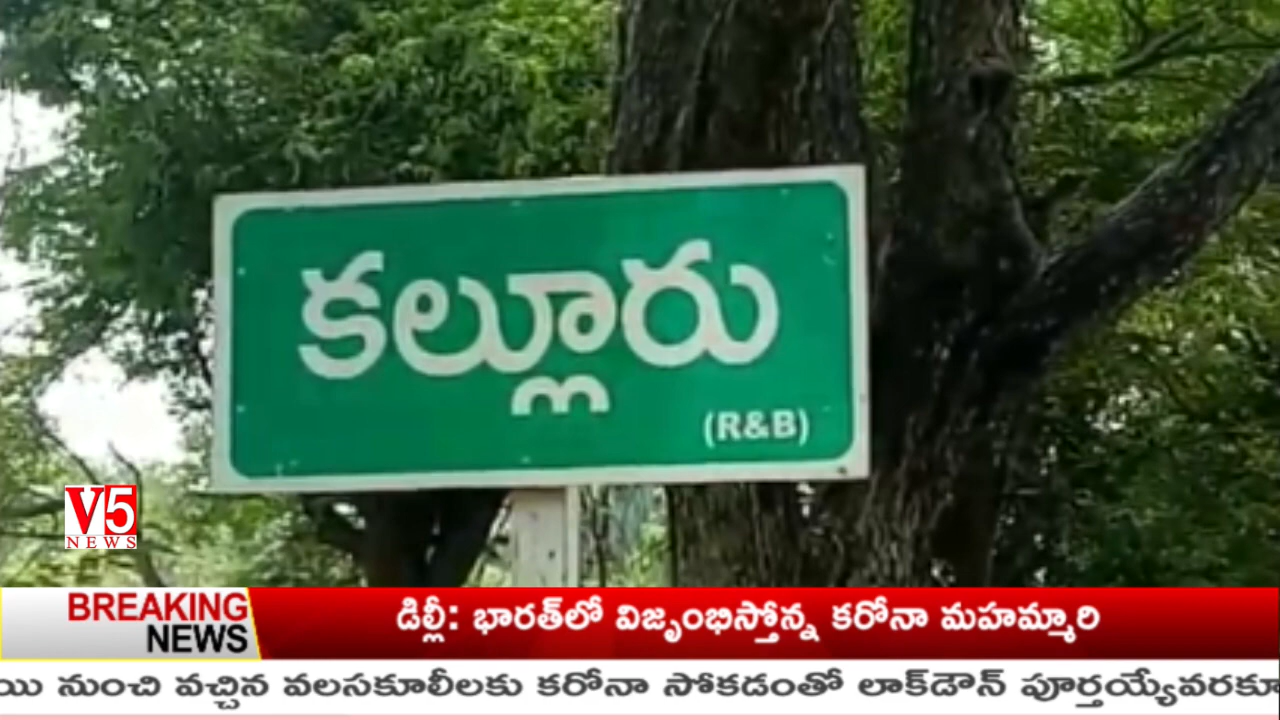 కల్లూరు
(R&B)
V5
NEWS
BREAKING
NEWS
డిల్లీ: భారత్‌లో విజృంభిస్తోన్న కరోనా మహమ్మారి
యి నుంచి వచ్చిన వలసకూలీలకు కరోనా సోకడంతో లాక్‌డౌన్ పూర్తయ్యేవరకూ